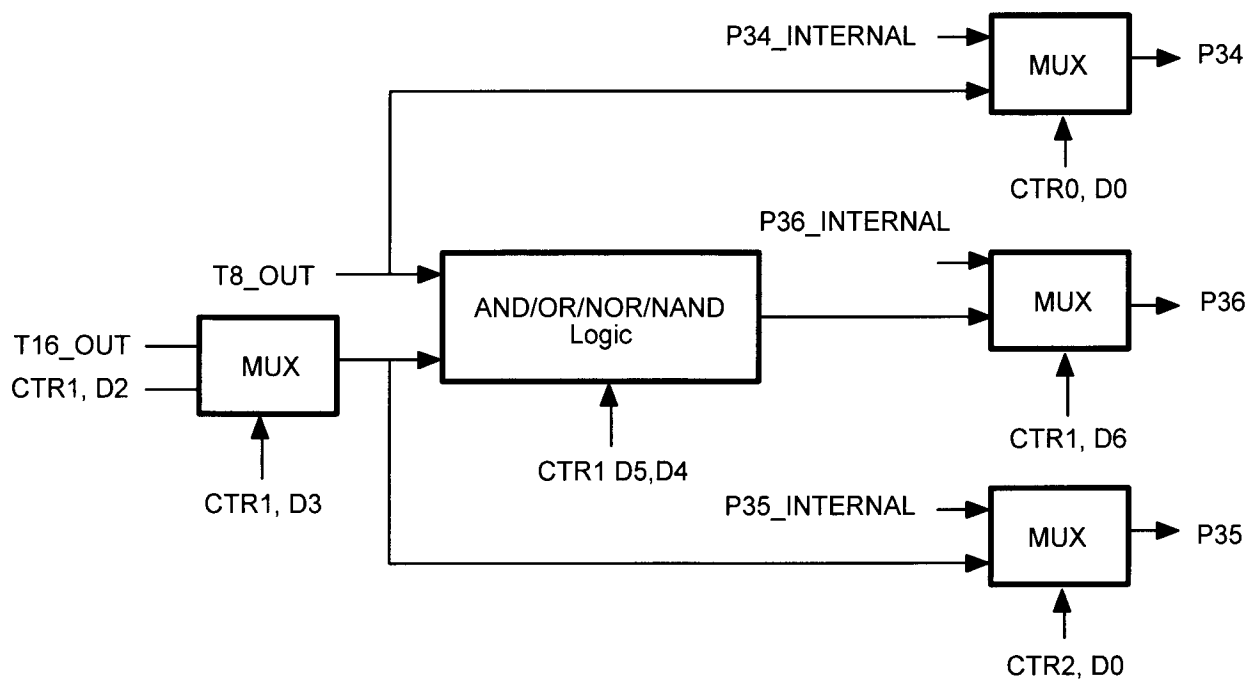 P34_INTERNAL
MUX
P34
CTR0, D0
P36_INTERNAL
T8_OUT
AND/OR/NOR/NAND
Logic
MUX
P36
T16_OUT
MUX
CTR1, D2
CTR1, D6
CTR1 D5,D4
CTR1, D3
P35_INTERNAL
MUX
P35
CTR2, D0